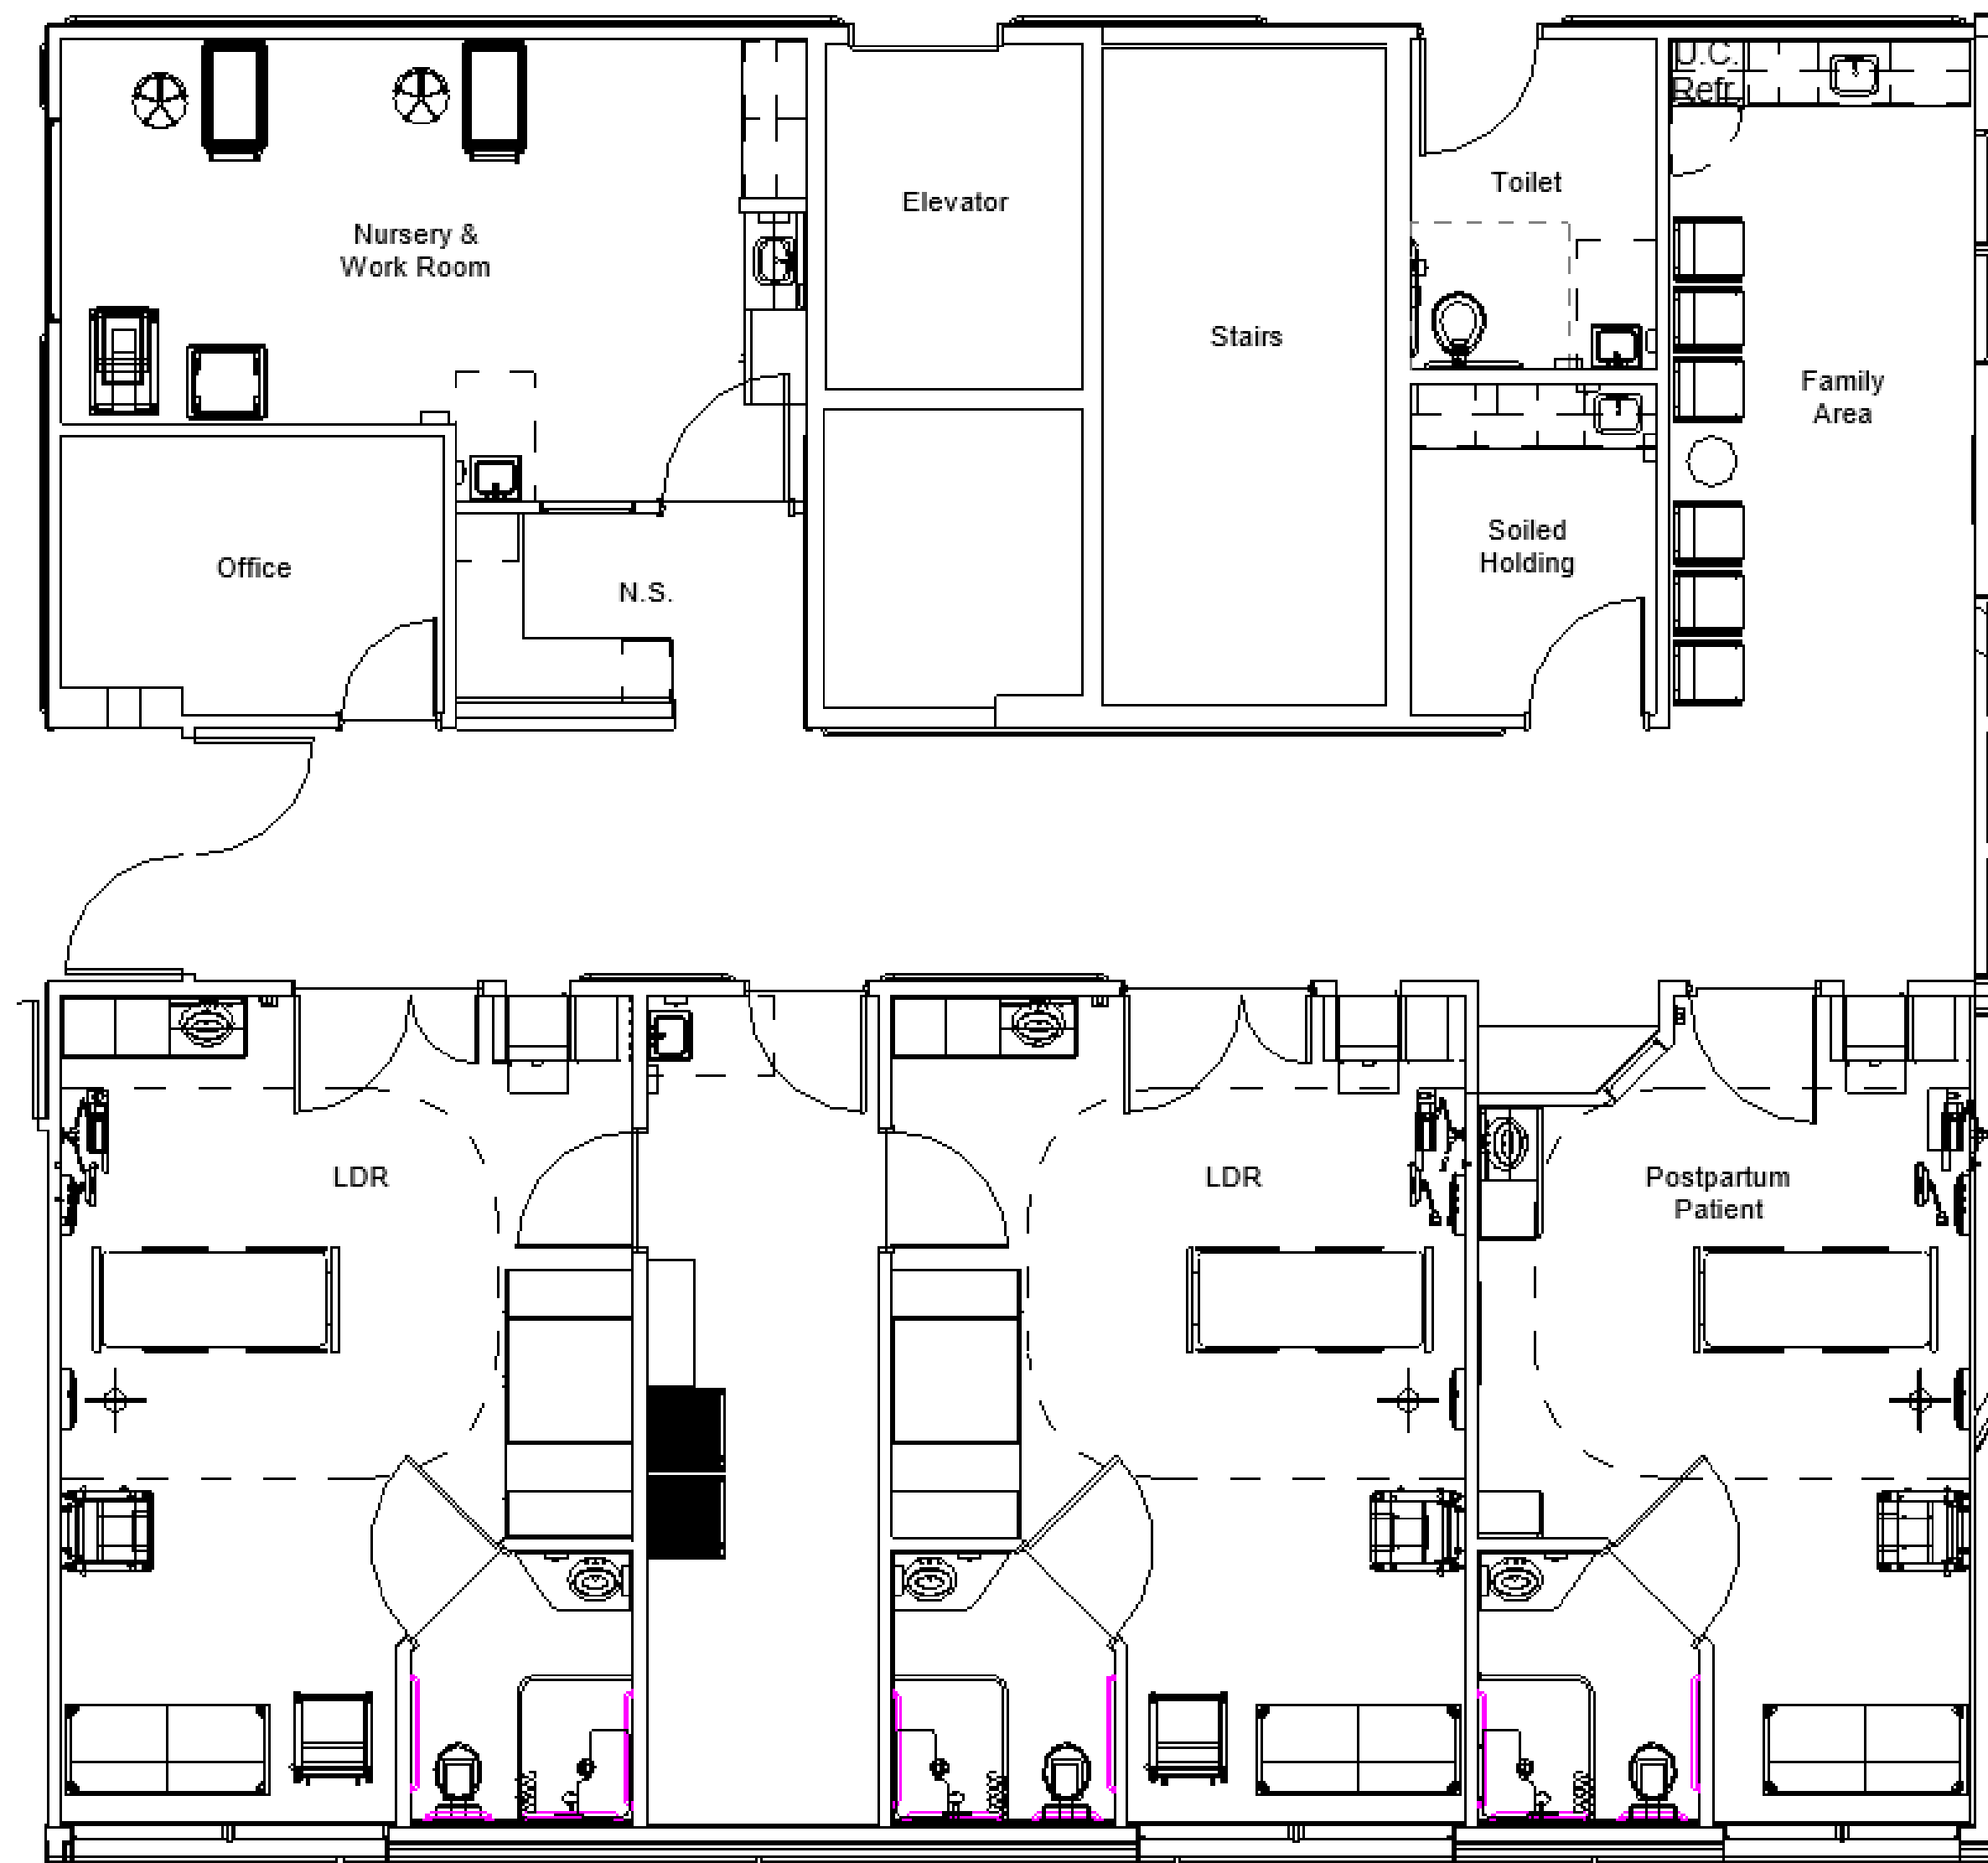 U.C.
Refr.
Toilet
Elevator
Nursery &
Work Room
Stairs
Family
Area
Soiled
Holding
Office
N.S.
LDR
LDR
Postpartum
Patient